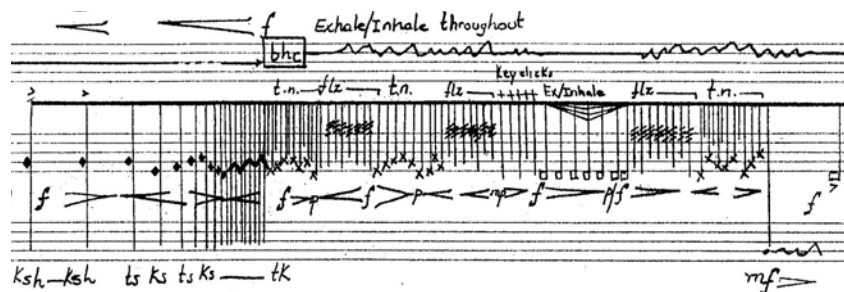 f Exhale/Inhale throughout
bhc
Key clicks
t.n. flz t.n. flz Ex/Inhale flz t.n.
f f p f p mp f p/f f
Ksh Ksh ts Ks ts Ks tK mf